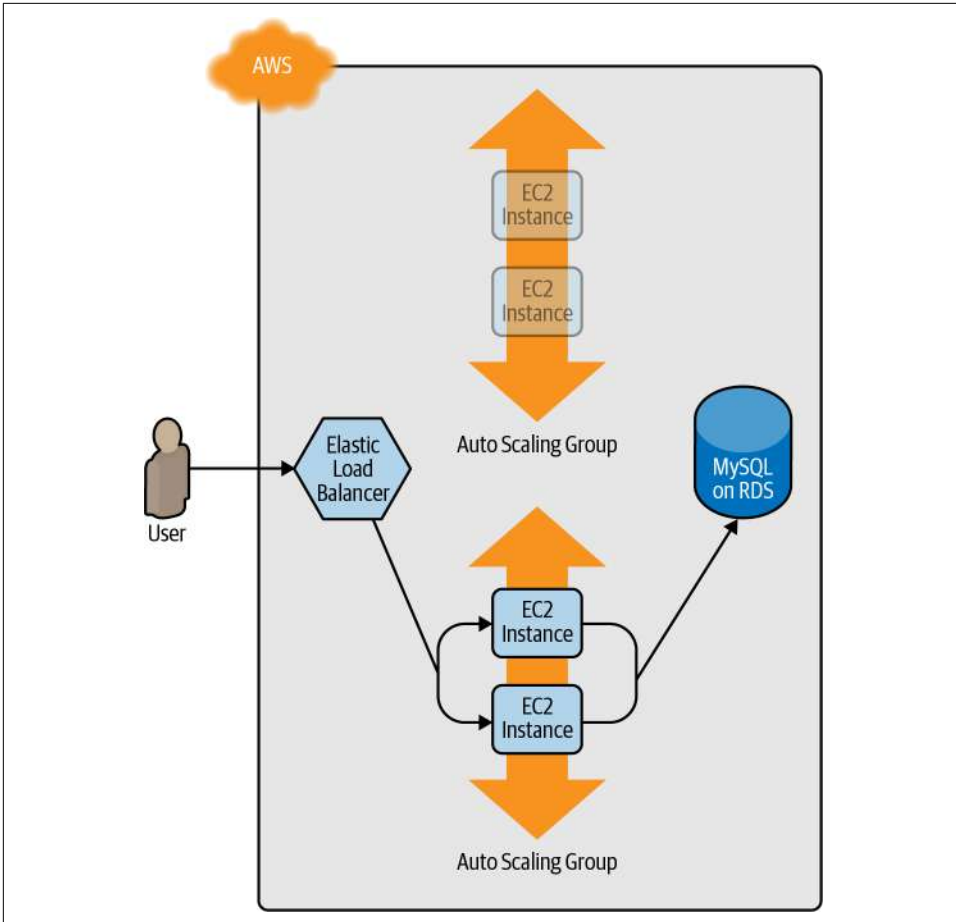 AWS
EC2
Instance
EC2
Instance
Auto Scaling Group
User
Elastic
Load
Balancer
MySQL
on RDS
EC2
Instance
EC2
Instance
Auto Scaling Group